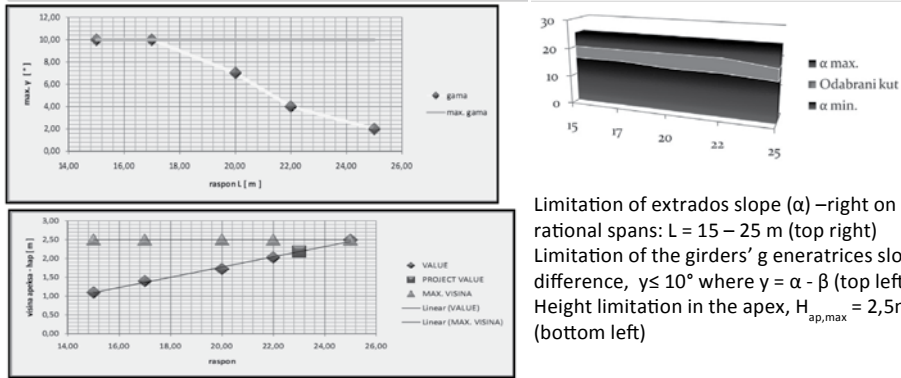 12,00
10,00
8,00
6,00
4,00
2,00
0,00
max. γ [ ° ]
14,00 16,00 18,00 20,00 22,00 24,00 26,00
raspon L [ m ]
gama
max. gama
30
20
10
0
15 17 20 22 25
α max.
Odabrani kut
α min.
3,00
2,50
2,00
1,50
1,00
0,50
0,00
visina apeksa - hap [ m ]
14,00 16,00 18,00 20,00 22,00 24,00 26,00
raspon
VALUE
PROJECT VALUE
MAX. VISINA
Linear (VALUE)
Linear (MAX. VISINA)
Limitation of extrados slope (α) –right on
rational spans: L = 15 – 25 m (top right)
Limitation of the girders’ g eneratrices slo
difference, γ≤ 10° where γ = α - β (top left
Height limitation in the apex, H ap,max = 2,5m
(bottom left)